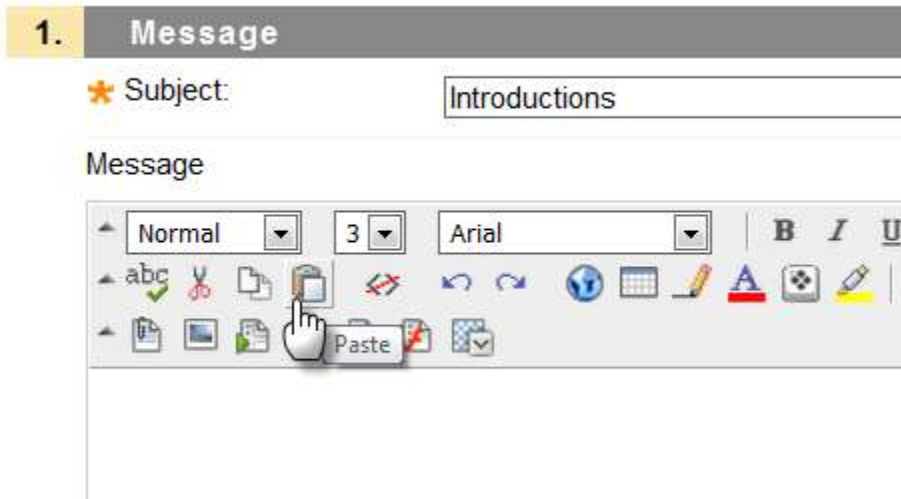 1. Message
Subject: Introductions
Message
Normal 3 Arial B I U
abc A
Paste